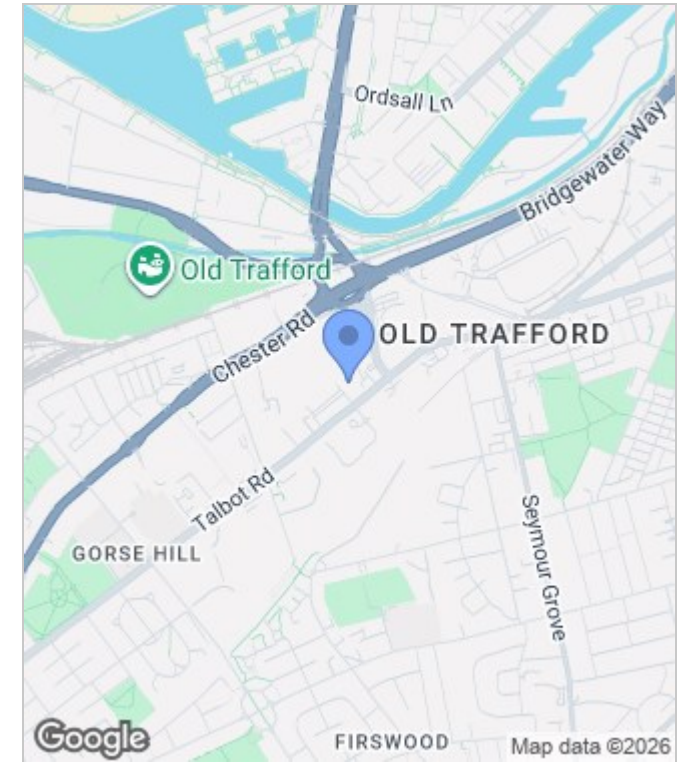 Ordsall Ln
Bridgewater Way
Old Trafford
Chester Rd
OLD TRAFFORD
Talbot Rd
Seymour Grove
GORSE HILL
FIRSWOOD
Google
Map data ©2026